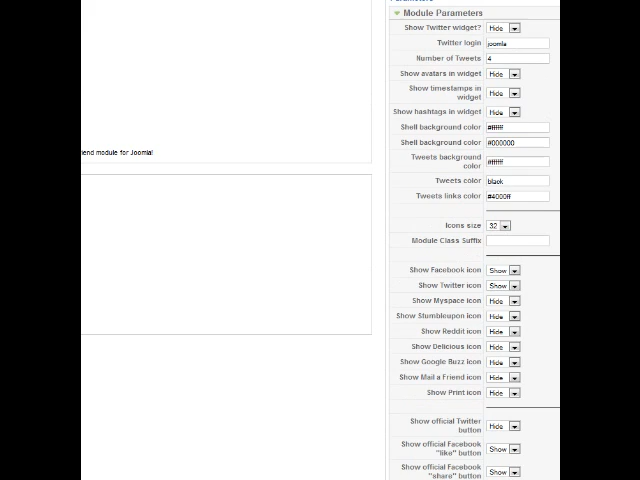 Module Parameters
Show Twitter widget? Hide
Twitter login joomla
Number of Tweets 4
Show avatars in widget Hide
Show timestamps in
widget Hide
Show hashtags in widget Hide
Shell background color #ffffff
Shell background color #000000
iend module for Joomla!
Tweets background
color #ffffff
Tweets color black
Tweets links color #4000ff
Icons size 32
Module Class Suffix
Show Facebook icon Show
Show Twitter icon Show
Show Myspace icon Hide
Show Stumbleupon icon Hide
Show Reddit icon Hide
Show Delicious icon Hide
Show Google Buzz icon Hide
Show Mail a Friend icon Hide
Show Print icon Hide
Show official Twitter
button Hide
Show official Facebook
"like" button Show
Show official Facebook
"share" button Show